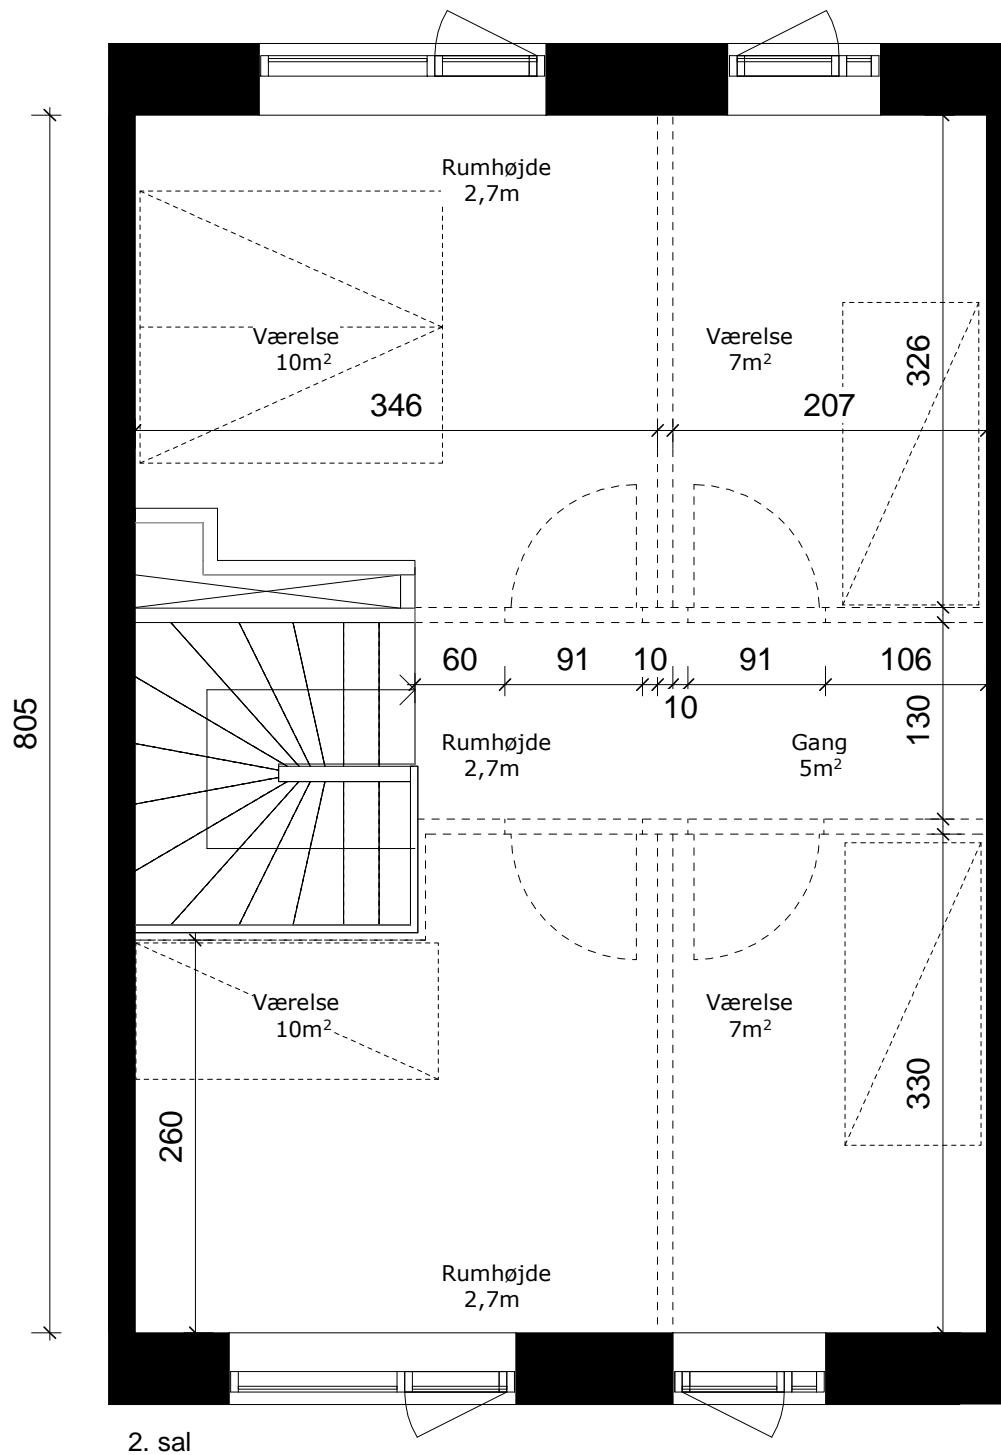 Rumhøjde
2,7m
Værelse
10m²
Værelse
7m²
326
346
207
60
91
10
91
106
10
130
805
Rumhøjde
2,7m
Gang
5m²
Værelse
10m²
Værelse
7m²
330
260
Rumhøjde
2,7m
2. sal